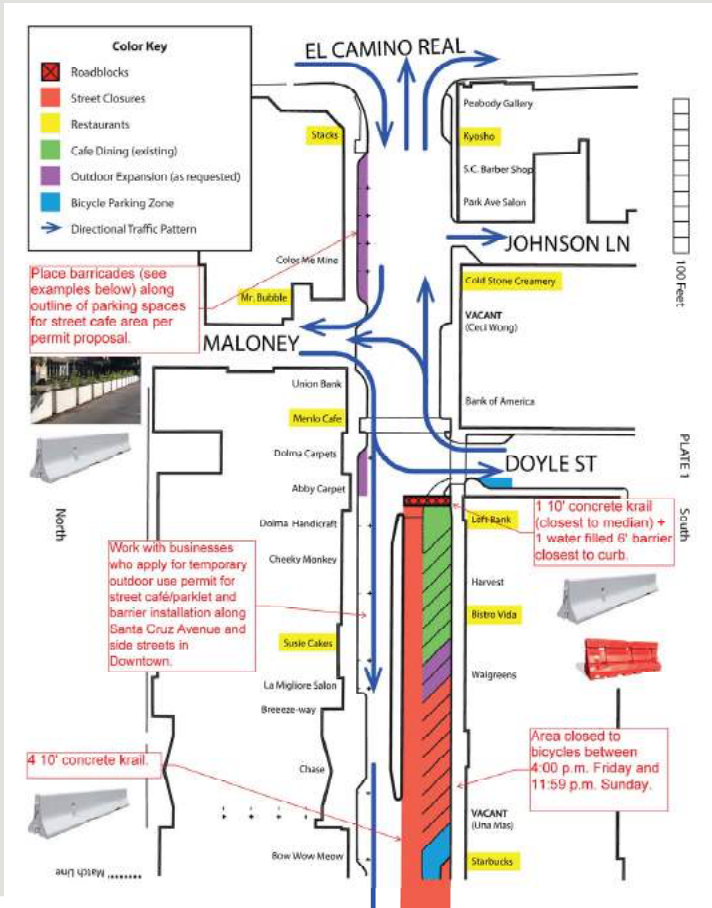 Color Key
Roadblocks
Street Closures
Restaurants
Cafe Dining (existing)
Outdoor Expansion (as requested)
Bicycle Parking Zone
Directional Traffic Pattern
EL CAMINO REAL
Peabody Gallery
Stacks
Kyosho
S.C. Barber Shop
Park Ave Salon
100 Feet
JOHNSON LN
Color Me Mine
Place barricades (see
examples below) along
outline of parking spaces
for street cafe area per
permit proposal.
Mr. Bubble
Cold Stone Creamery
VACANT
(Cecil Wong)
MALONEY
Union Bank
Bank of America
Menlo Cafe
PLATE 1
Dolma Carpets
DOYLE ST
Abby Carpet
North
South
1 10' concrete krail
(closest to median) +
1 water filled 6' barrier
closest to curb.
Left Bank
Dolma Handicraft
Cheeky Monkey
Work with businesses
who apply for temporary
outdoor use permit for
street café/parklet and
barrier installation along
Santa Cruz Avenue and
side streets in
Downtown.
Harvest
Bistro Vida
Susie Cakes
Walgreens
La Migliore Salon
Breeeze-way
Area closed to
bicycles between
4:00 p.m. Friday and
11:59 p.m. Sunday.
4 10' concrete krail.
Chase
VACANT
(Una Mas)
Bow Wow Meow
Starbucks
Match Line